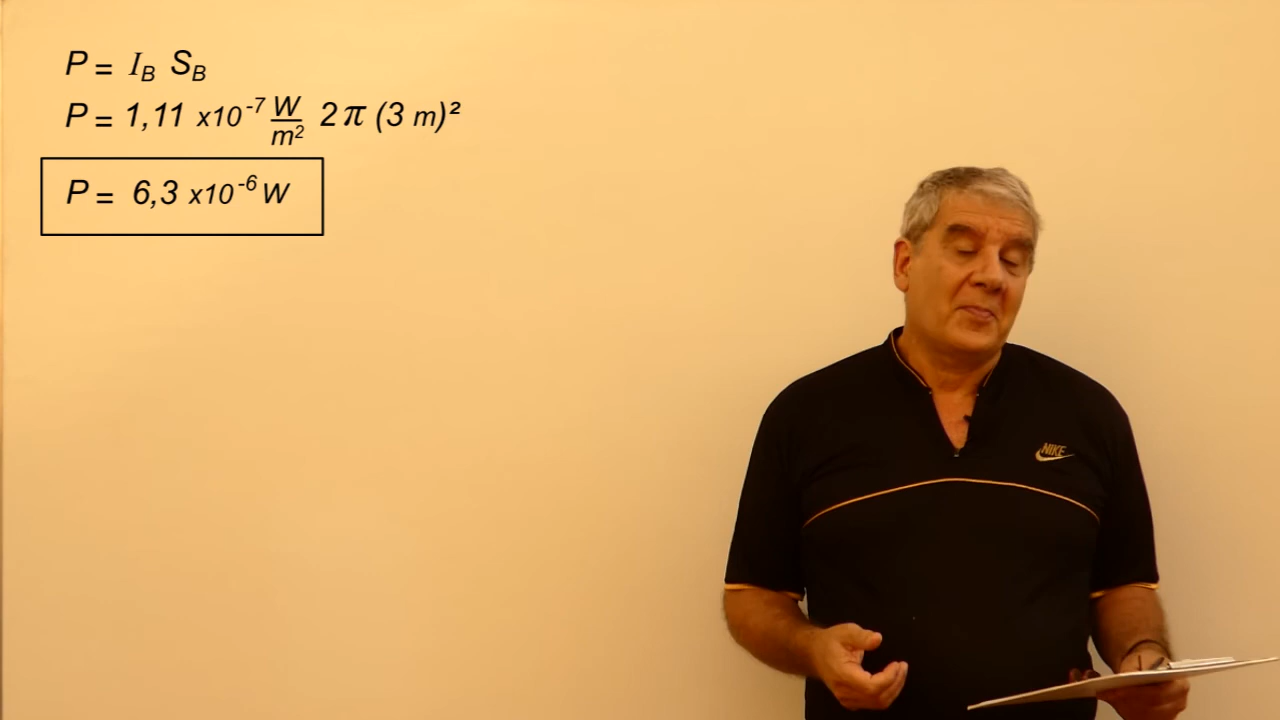 P = I_B S_B
P = 1,11 x10⁻⁷ W/m² 2π (3 m)²
P = 6,3 x10⁻⁶ W
NIKE